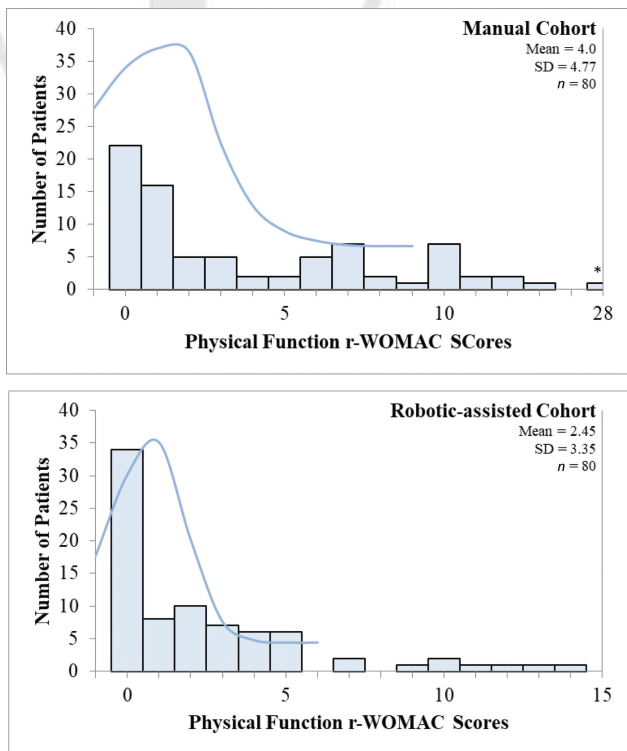 Manual Cohort
Mean = 4.0
SD = 4.77
n = 80
40
35
30
25
20
15
10
5
0
Number of Patients
*
0 5 10 28
Physical Function r-WOMAC SCores
Robotic-assisted Cohort
Mean = 2.45
SD = 3.35
n = 80
40
35
30
25
20
15
10
5
0
Number of Patients
0 5 10 15
Physical Function r-WOMAC Scores